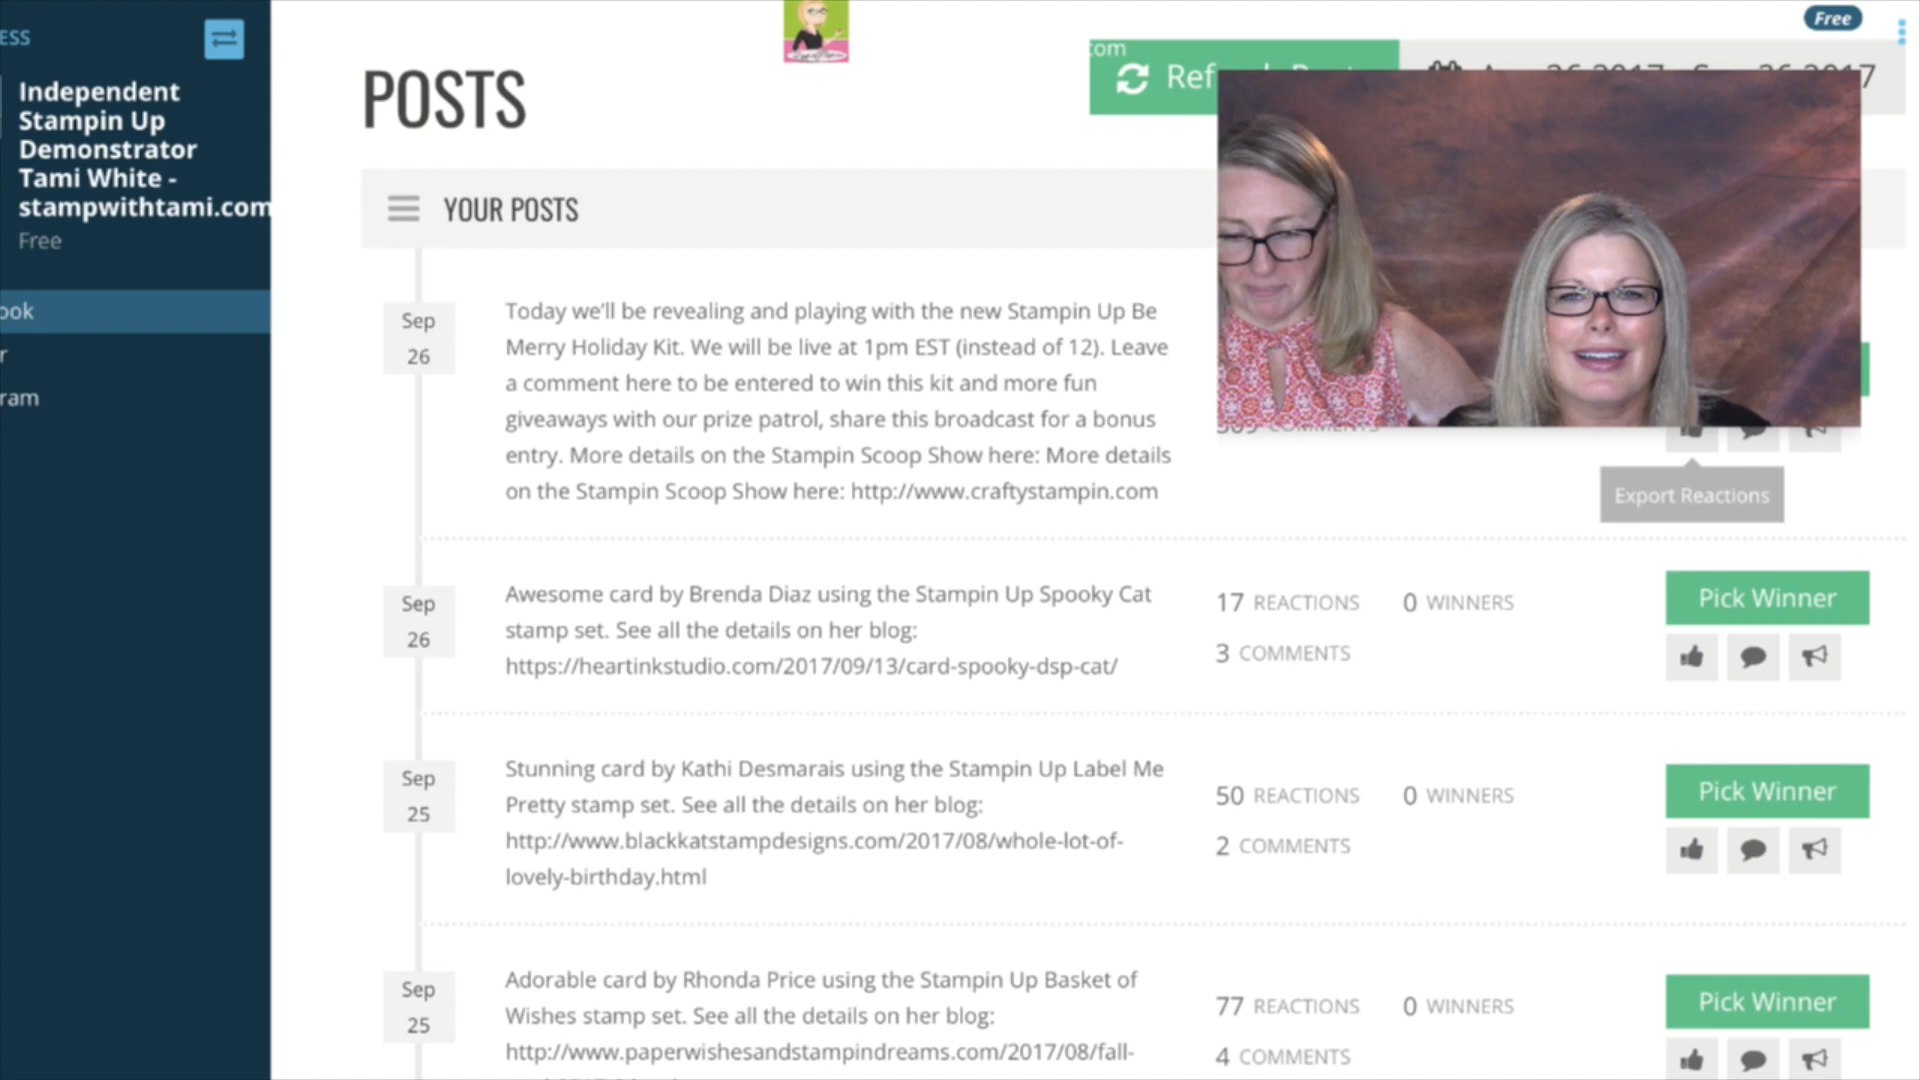 ESS
Independent
Stampin Up
Demonstrator
Tami White -
stampwithtami.com
Free
ook
r
ram
Free
com
POSTS
YOUR POSTS
Sep
26
Today we'll be revealing and playing with the new Stampin Up Be
Merry Holiday Kit. We will be live at 1pm EST (instead of 12). Leave
a comment here to be entered to win this kit and more fun
giveaways with our prize patrol, share this broadcast for a bonus
entry. More details on the Stampin Scoop Show here: More details
on the Stampin Scoop Show here: http://www.craftystampin.com
COMMENTS
Export Reactions
Sep
26
Awesome card by Brenda Diaz using the Stampin Up Spooky Cat
stamp set. See all the details on her blog:
https://heartinkstudio.com/2017/09/13/card-spooky-dsp-cat/
17 REACTIONS 0 WINNERS
3 COMMENTS
Pick Winner
Sep
25
Stunning card by Kathi Desmarais using the Stampin Up Label Me
Pretty stamp set. See all the details on her blog:
http://www.blackkatstampdesigns.com/2017/08/whole-lot-of-
lovely-birthday.html
50 REACTIONS 0 WINNERS
2 COMMENTS
Pick Winner
Sep
25
Adorable card by Rhonda Price using the Stampin Up Basket of
Wishes stamp set. See all the details on her blog:
http://www.paperwishesandstampindreams.com/2017/08/fall-
77 REACTIONS 0 WINNERS
4 COMMENTS
Pick Winner